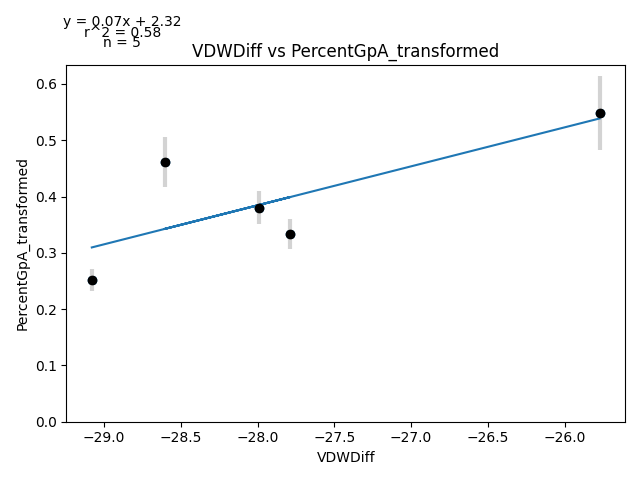 y = 0.07x + 2.32
r^2 = 0.58
n = 5
VDWDiff vs PercentGpA_transformed
PercentGpA_transformed
0.6
0.5
0.4
0.3
0.2
0.1
0.0
−29.0 −28.5 −28.0 −27.5 −27.0 −26.5 −26.0
VDWDiff